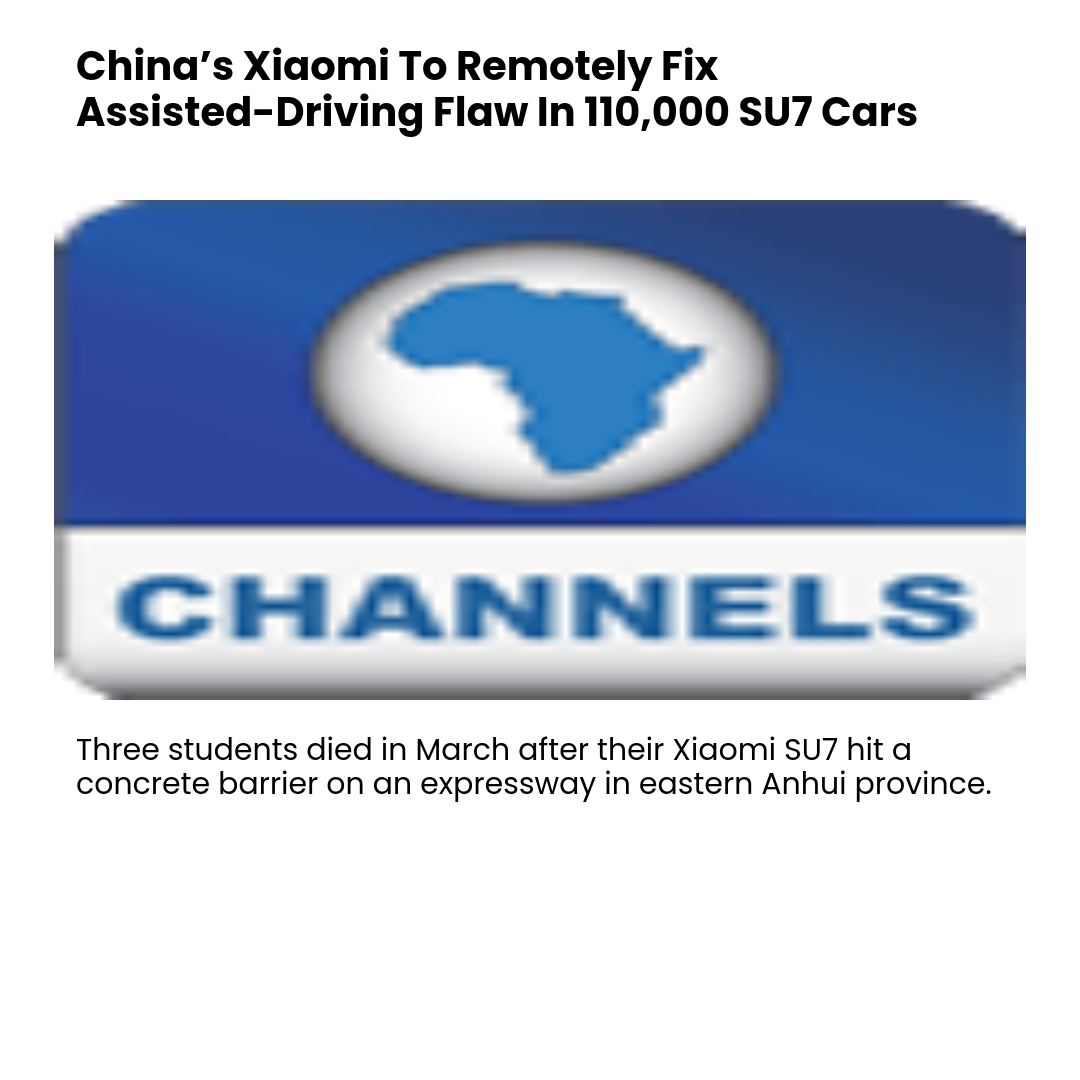 China’s Xiaomi To Remotely Fix
Assisted-Driving Flaw In 110,000 SU7 Cars
CHANNELS
Three students died in March after their Xiaomi SU7 hit a
concrete barrier on an expressway in eastern Anhui province.